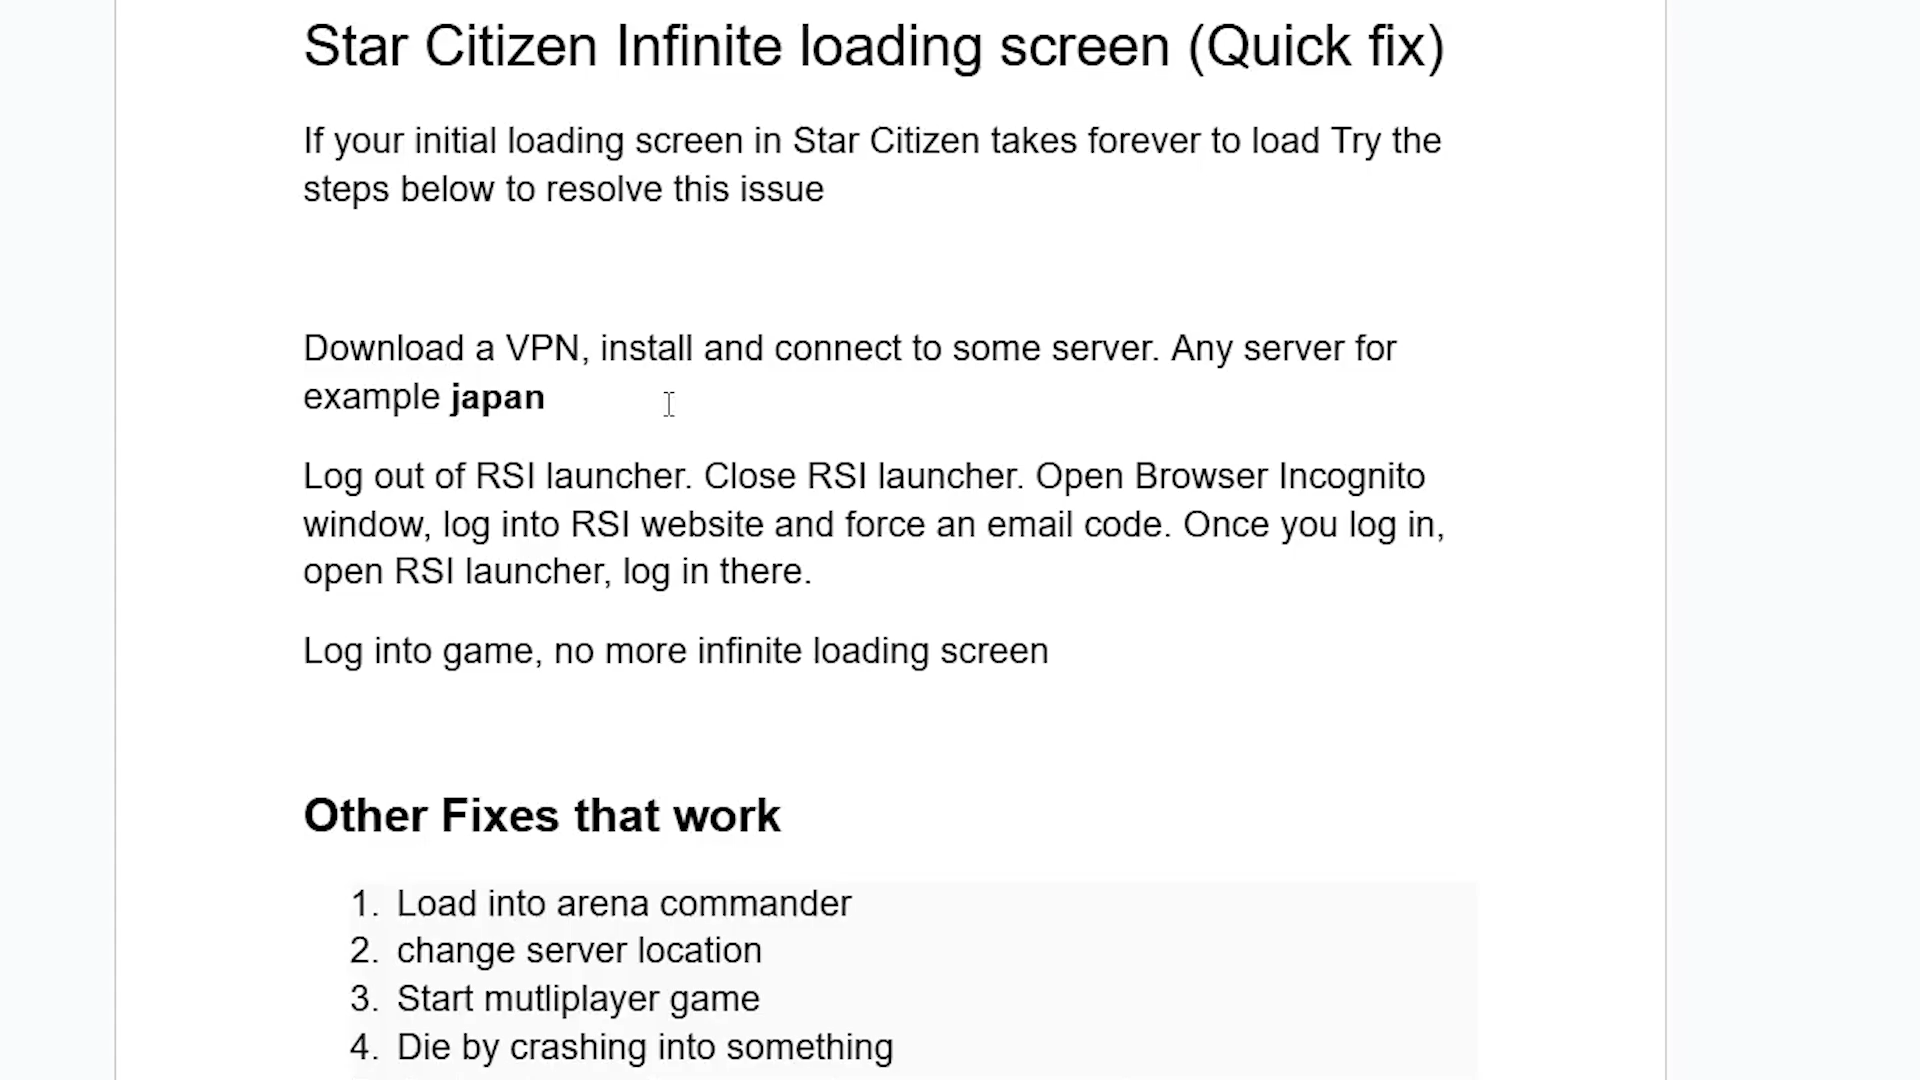 Star Citizen Infinite loading screen (Quick fix)
If your initial loading screen in Star Citizen takes forever to load Try the
steps below to resolve this issue
Download a VPN, install and connect to some server. Any server for
example japan
Log out of RSI launcher. Close RSI launcher. Open Browser Incognito
window, log into RSI website and force an email code. Once you log in,
open RSI launcher, log in there.
Log into game, no more infinite loading screen
Other Fixes that work
1. Load into arena commander
2. change server location
3. Start mutliplayer game
4. Die by crashing into something